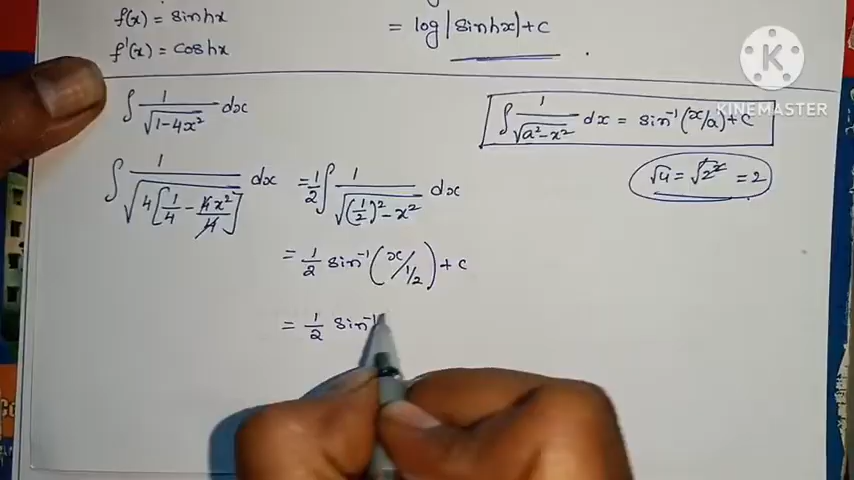 f(x) = sinhx
= log |sinhx| + c
f'(x) = coshx
∫ 1/√(1-4x²) dx
∫ 1/√(a²-x²) dx = sin⁻¹(x/a) + c
∫ 1/√(4[1/4 - 4x²/4]) dx = 1/2 ∫ 1/√((1/2)² - x²) dx
√4 = √2² = 2
= 1/2 sin⁻¹(x/1/2) + c
= 1/2 sin⁻¹
K
KINEMASTER